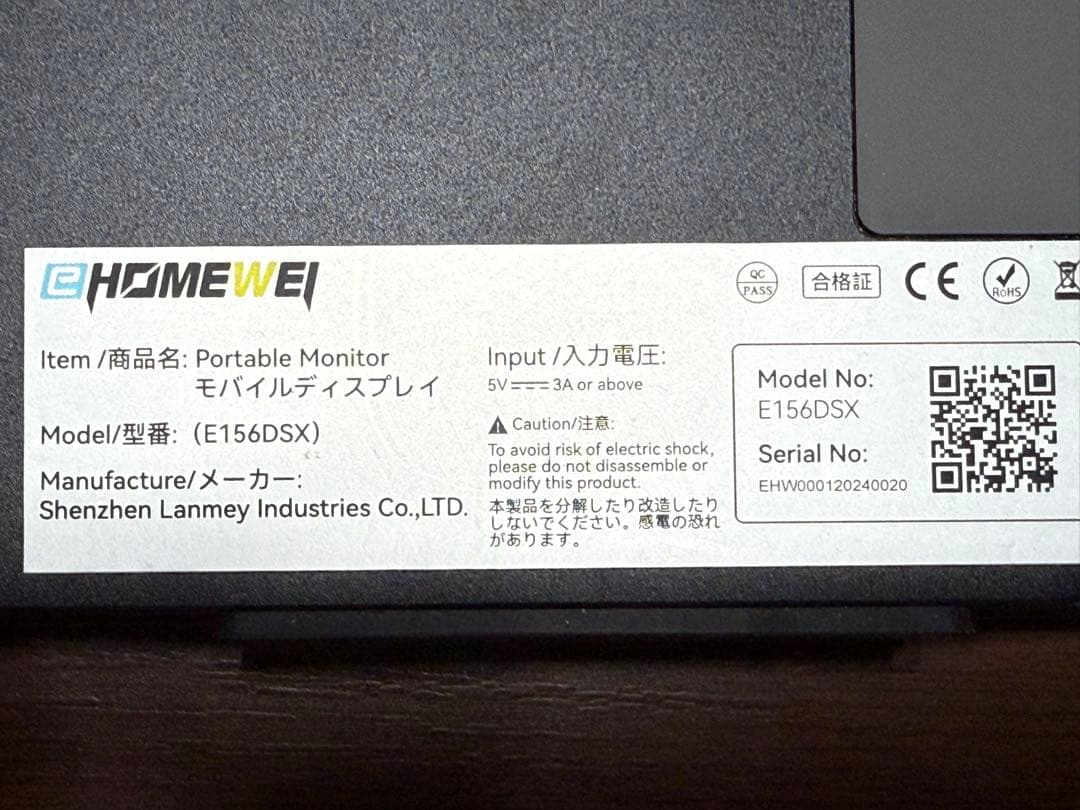 eHOMEWEI
QC PASS
合格証
CE
RoHS
Item /商品名: Portable Monitor
モバイルディスプレイ
Model/型番:（E156DSX）
Manufacture/メーカー:
Shenzhen Lanmey Industries Co.,LTD.
Input /入力電圧:
5V⎓3A or above
Caution/注意:
To avoid risk of electric shock,
please do not disassemble or
modify this product.
本製品を分解したり改造したり
しないでください。感電の恐れ
があります。
Model No:
E156DSX
Serial No:
EHW000120240020